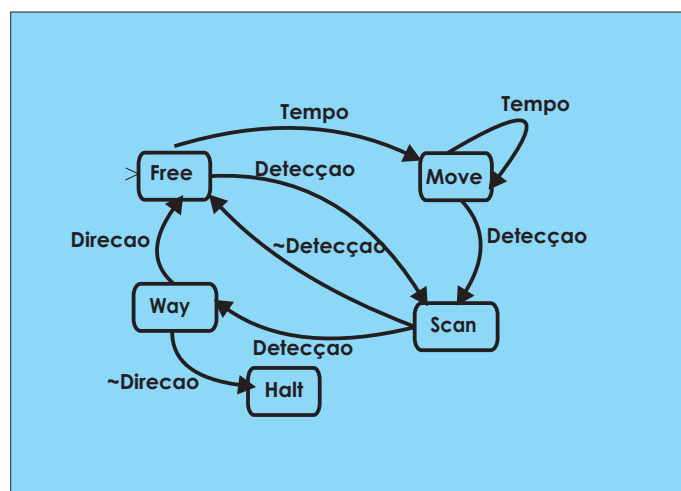 Tempo
Tempo
> Free
Detecçao
Move
Direcao
~Detecçao
Detecçao
Way
Scan
Detecçao
~Direcao
Halt